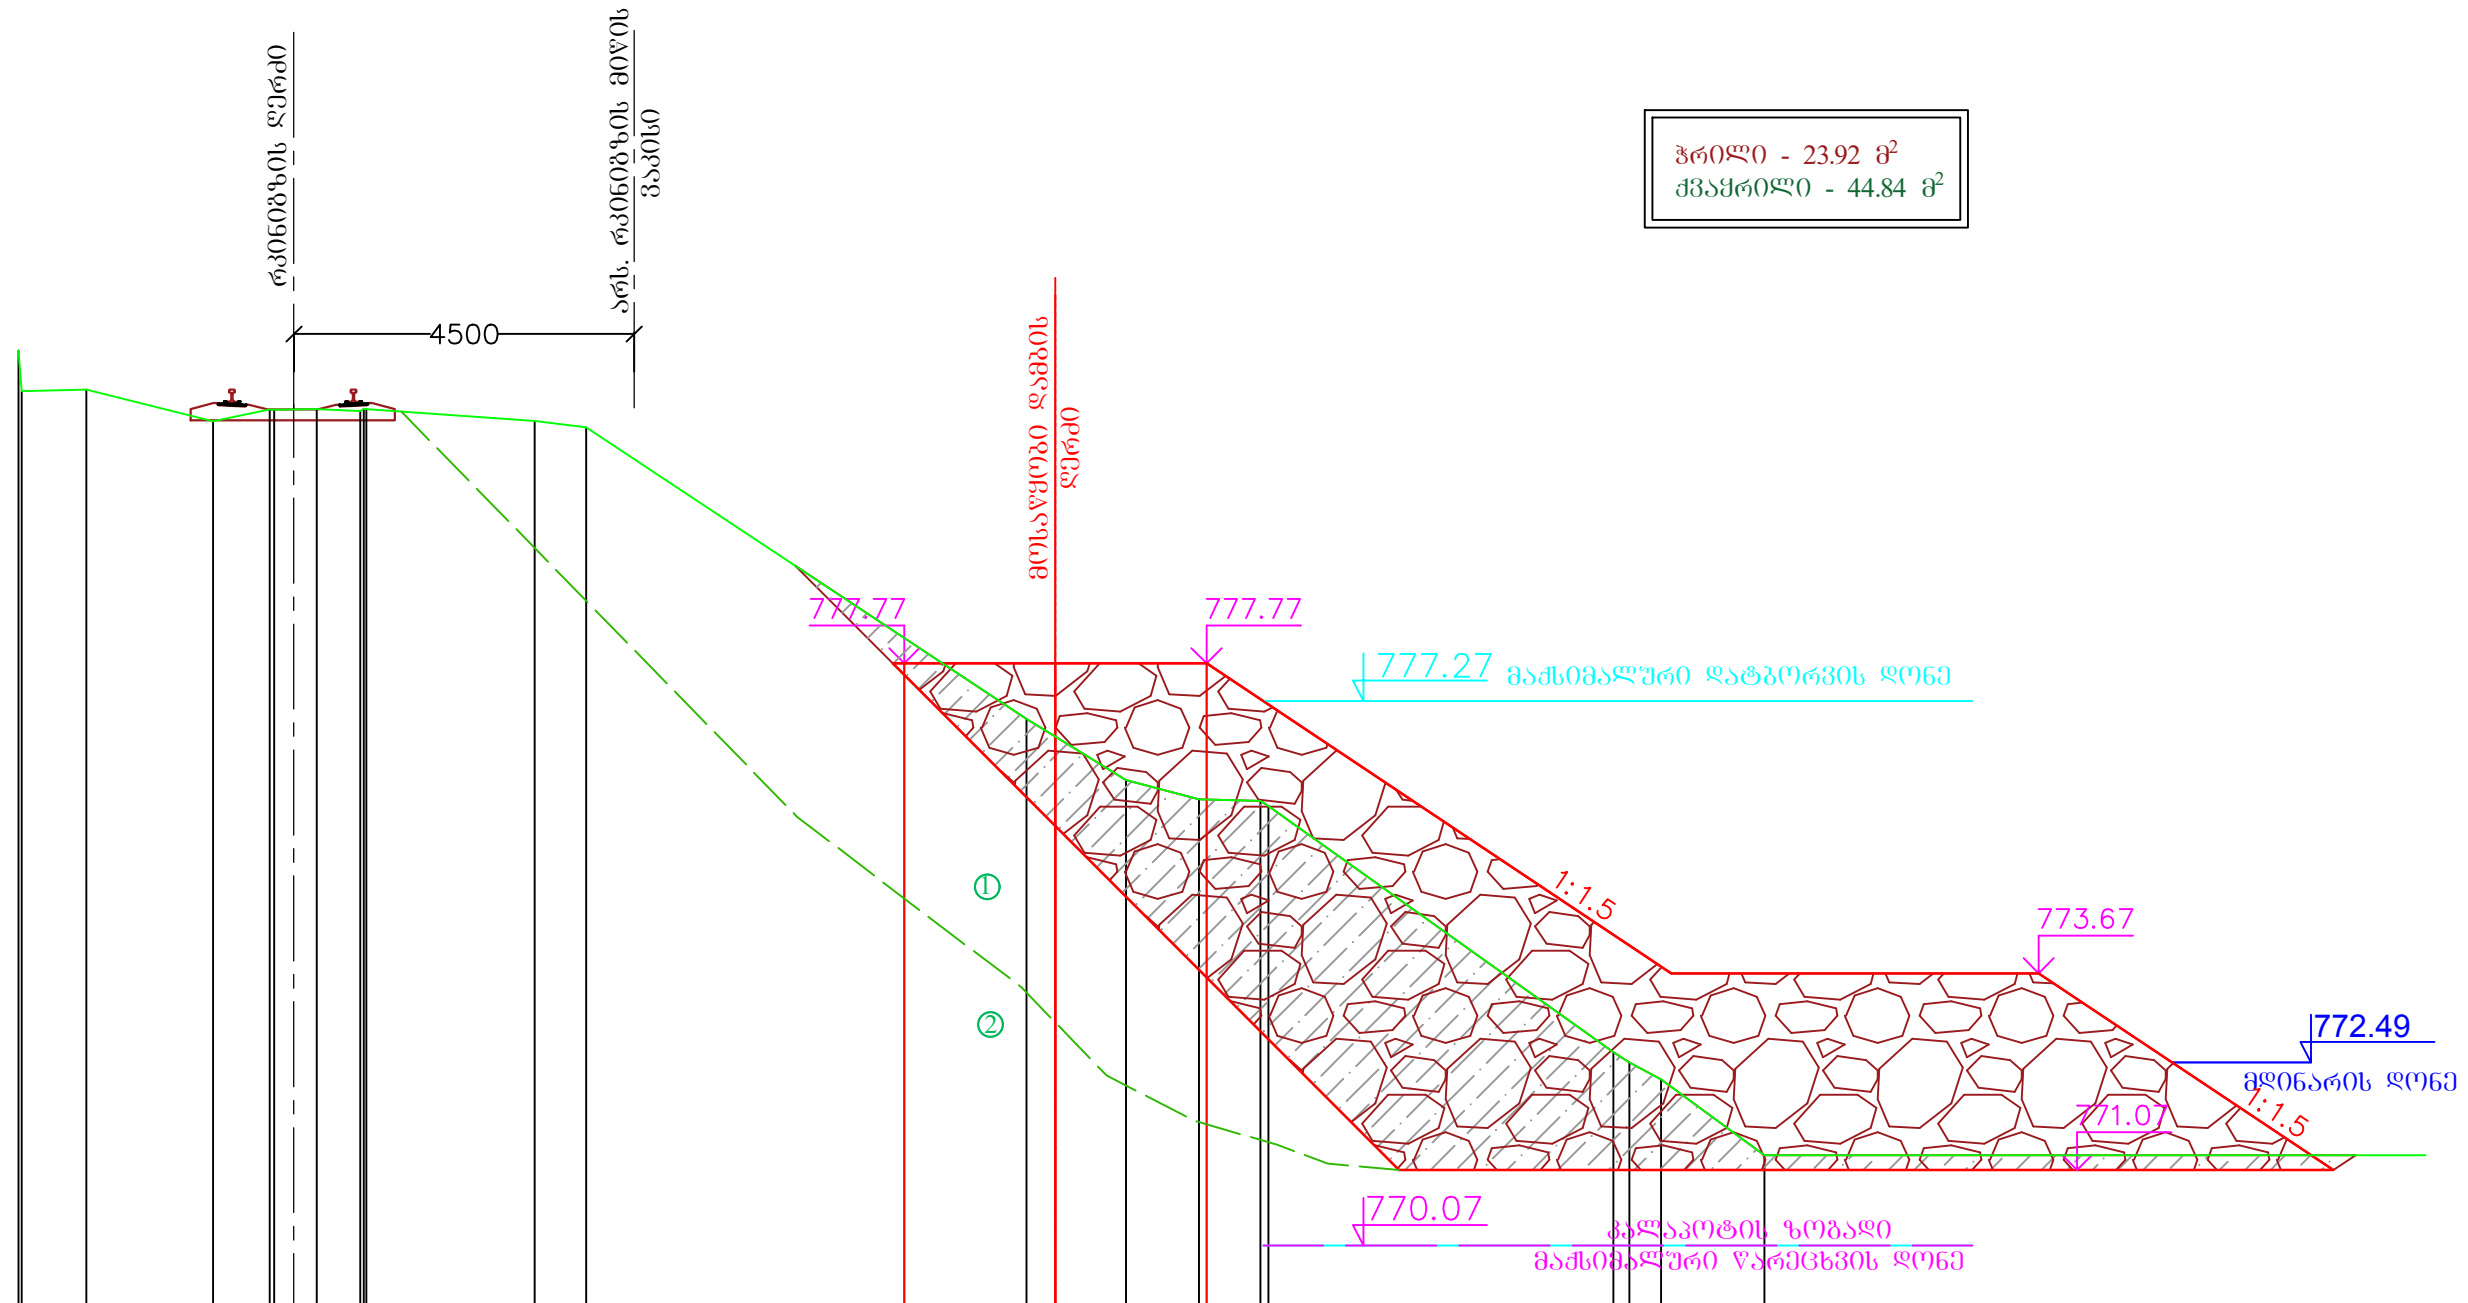 რკინიგზის ღერძი
არს. რკინიგზის მიწის
ვაკისი
4500
ჭრილი - 23.92 მ²
ქვაყრილი - 44.84 მ²
მოსაწყობი დამბის
ღერძი
777.77
777.77
777.27 მაქსიმალური დატბორვის დონე
1:1.5
773.67
①
②
772.49
მდინარის დონე
1:1.5
771.07
770.07
კალაპოტის ზოგადი
მაქსიმალური წარეცხვის დონე